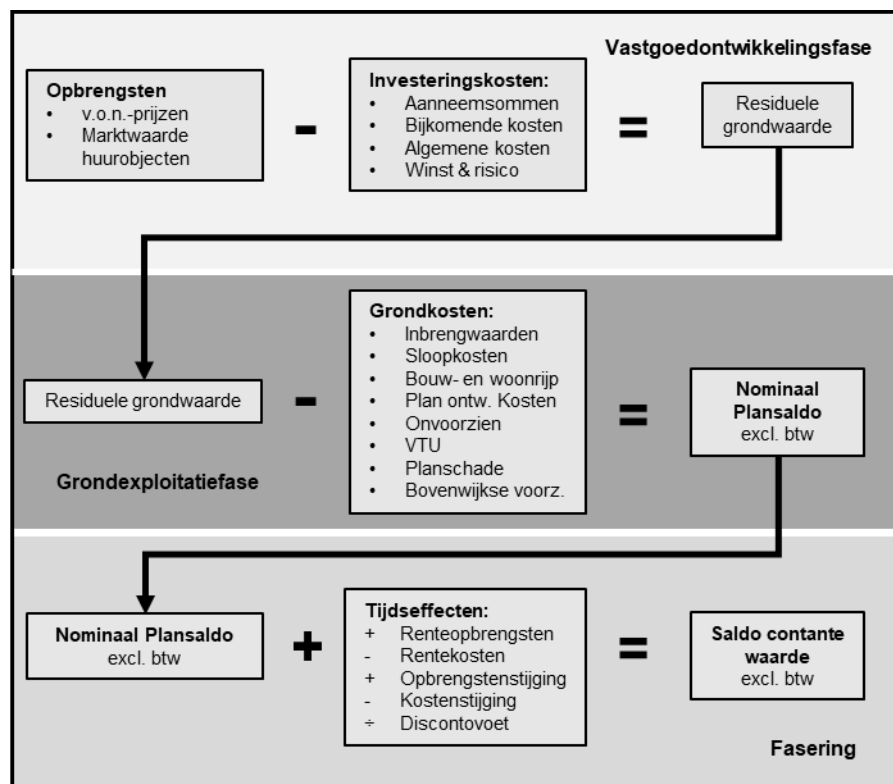 Vastgoedontwikkelingsfase
Opbrengsten
• v.o.n.-prijzen
• Marktwaarde
huurobjecten
-
Investeringskosten:
• Aanneemsommen
• Bijkomende kosten
• Algemene kosten
• Winst & risico
=
Residuele
grondwaarde
Residuele grondwaarde
-
Grondkosten:
• Inbrengwaarden
• Sloopkosten
• Bouw- en woonrijp
• Plan ontw. Kosten
• Onvoorzien
• VTU
• Planschade
• Bovenwijkse voorz.
=
Nominaal
Plansaldo
excl. btw
Grondexploitatiefase
Nominaal Plansaldo
excl. btw
+
Tijdseffecten:
+ Renteopbrengsten
- Rentekosten
+ Opbrengstenstijging
- Kostenstijging
÷ Discontovoet
=
Saldo contante
waarde
excl. btw
Fasering